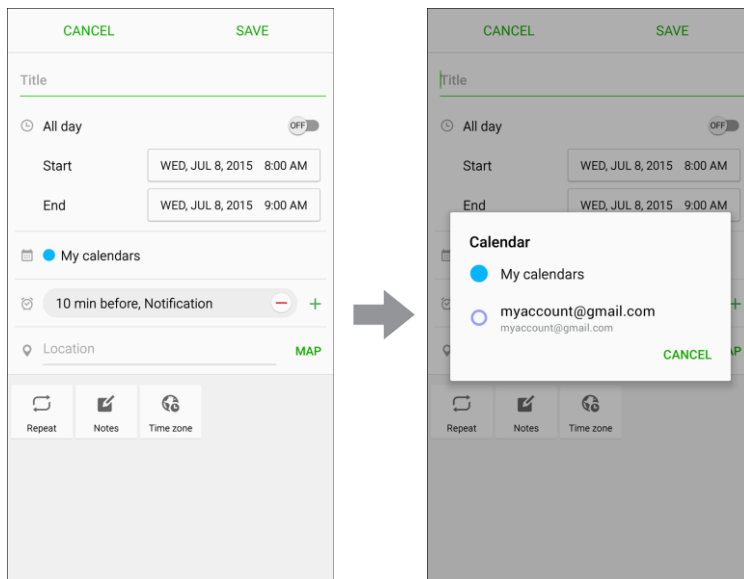 CANCEL SAVE
Title
All day OFF
Start WED, JUL 8, 2015 8:00 AM
End WED, JUL 8, 2015 9:00 AM
My calendars
10 min before, Notification
Location MAP
Repeat Notes Time zone
CANCEL SAVE
Title
All day OFF
Start WED, JUL 8, 2015 8:00 AM
End WED, JUL 8, 2015 9:00 AM
Calendar
My calendars
myaccount@gmail.com
myaccount@gmail.com
CANCEL
Repeat Notes Time zone